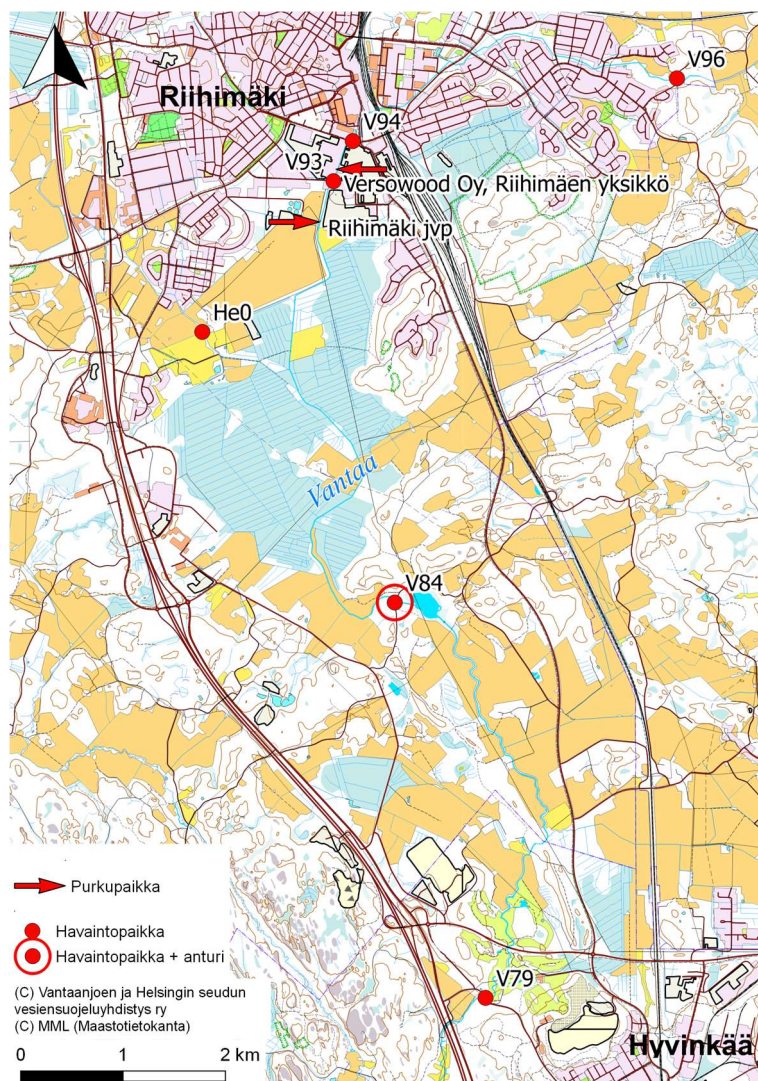 V96
Riihimäki
V94
V93
Versowood Oy, Riihimäen yksikkö
Riihimäki jvp
He0
Vantaa
V84
Purkupaikka
Havaintopaikka
Havaintopaikka + anturi
(C) Vantaanjoen ja Helsingin seudun
vesiensuojeluyhdistys ry
(C) MML (Maastotietokanta)
V79
Hyvinkää
0 1 2 km